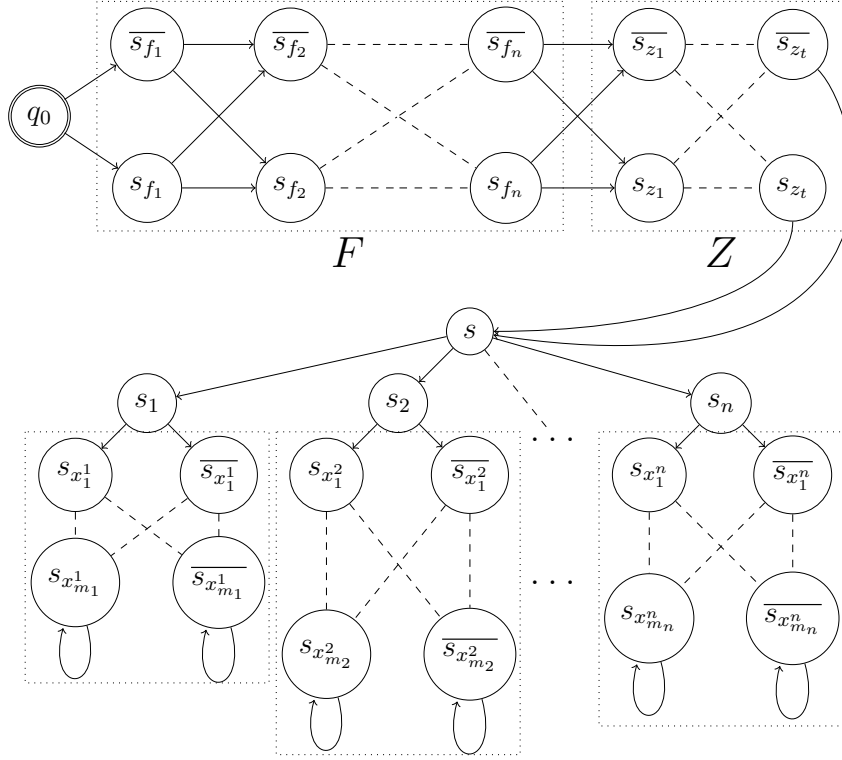 $\overline{s_{f_1}}$ $\overline{s_{f_2}}$ $\overline{s_{f_n}}$ $\overline{s_{z_1}}$ $\overline{s_{z_t}}$
$q_0$
$s_{f_1}$ $s_{f_2}$ $s_{f_n}$ $s_{z_1}$ $s_{z_t}$
$F$ $Z$
$s$
$s_1$ $s_2$ $s_n$
$\cdots$
$s_{x_1^1}$ $\overline{s_{x_1^1}}$ $s_{x_1^2}$ $\overline{s_{x_1^2}}$ $s_{x_1^n}$ $\overline{s_{x_1^n}}$
$s_{x_{m_1}^1}$ $\overline{s_{x_{m_1}^1}}$ $\cdots$
$s_{x_{m_2}^2}$ $\overline{s_{x_{m_2}^2}}$ $s_{x_{m_n}^n}$ $\overline{s_{x_{m_n}^n}}$